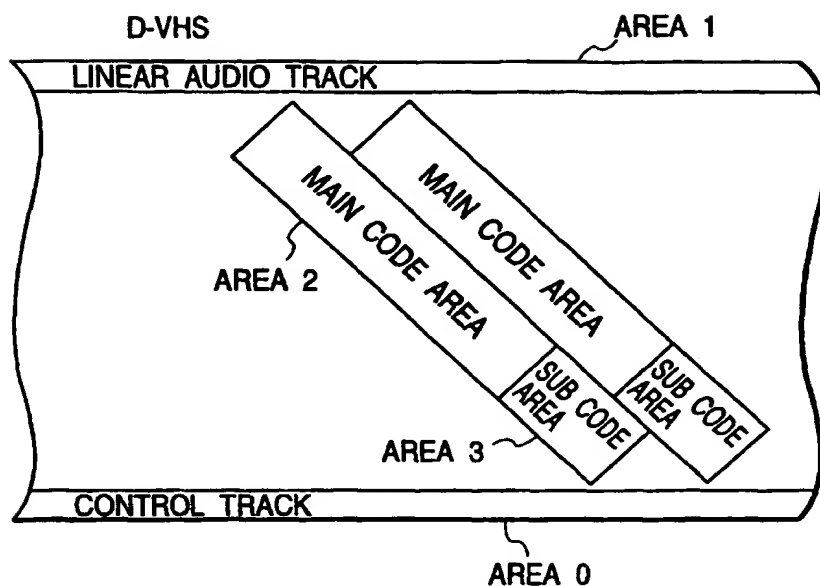 D-VHS
AREA 1
LINEAR AUDIO TRACK
MAIN CODE AREA
MAIN CODE AREA
AREA 2
SUB CODE
AREA
SUB CODE
AREA
AREA 3
CONTROL TRACK
AREA 0